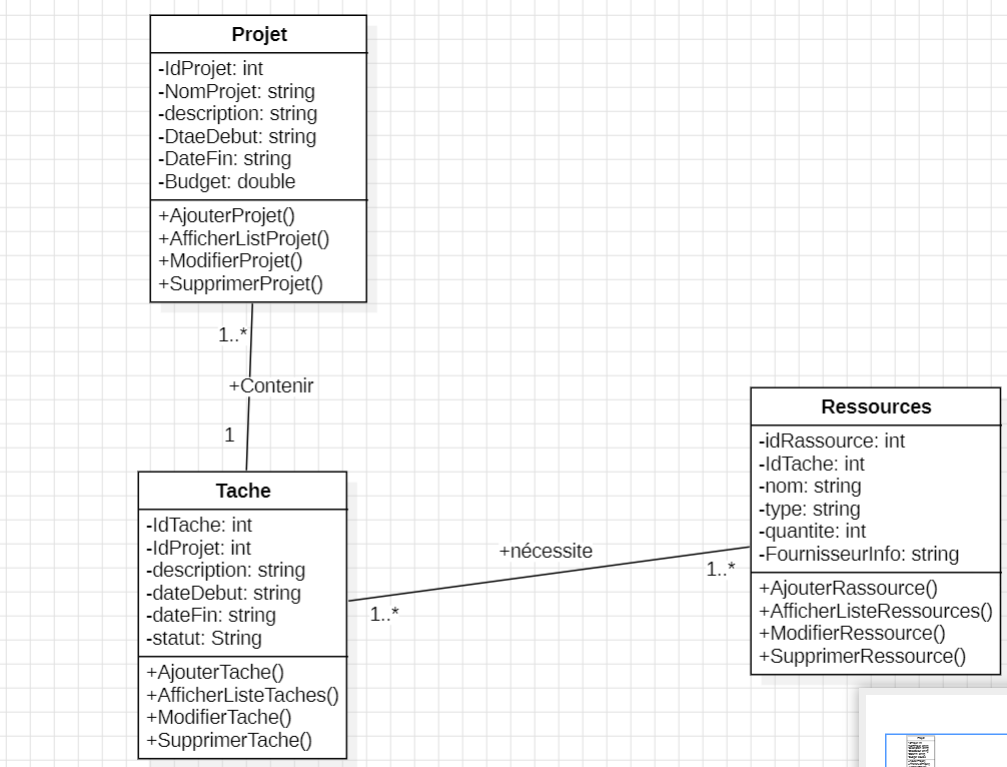 Projet
-IdProjet: int
-NomProjet: string
-description: string
-DtaeDebut: string
-DateFin: string
-Budget: double
+AjouterProjet()
+AfficherListProjet()
+ModifierProjet()
+SupprimerProjet()
1..*
+Contenir
1
Tache
-IdTache: int
-IdProjet: int
-description: string
-dateDebut: string
-dateFin: string
-statut: String
+AjouterTache()
+AfficherListeTaches()
+ModifierTache()
+SupprimerTache()
1..*
+nécessite
1..*
Ressources
-idRassource: int
-IdTache: int
-nom: string
-type: string
-quantite: int
-FournisseurInfo: string
+AjouterRassource()
+AfficherListeRessources()
+ModifierRessource()
+SupprimerRessource()